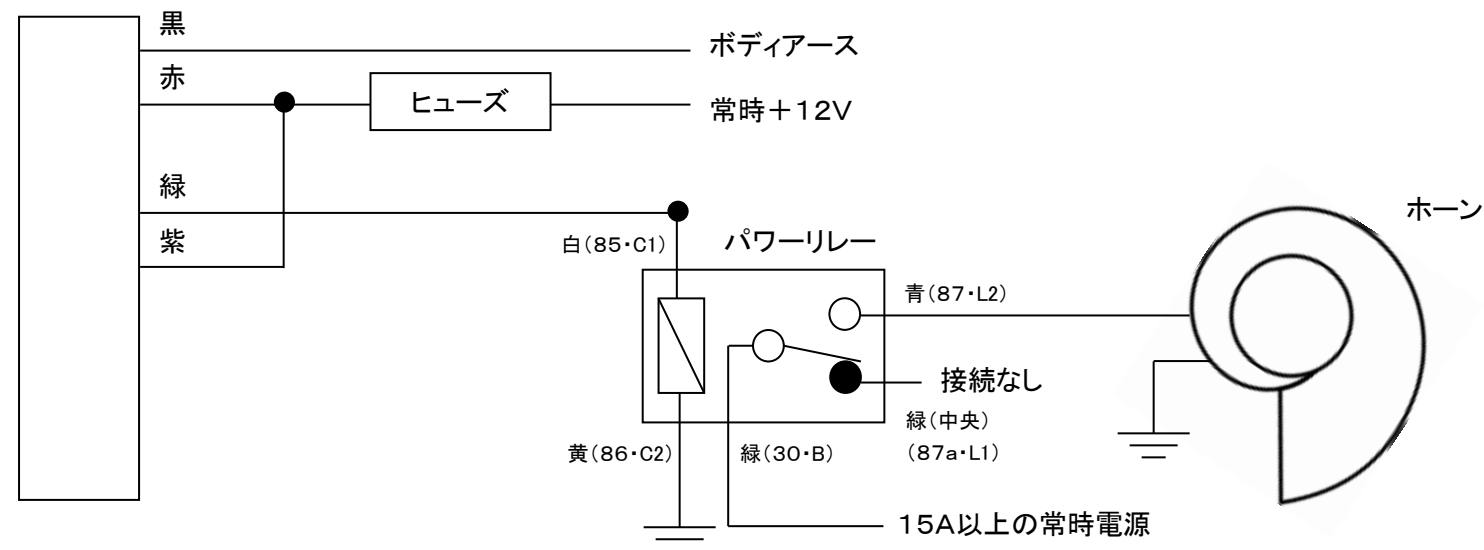 黒
ボディアース
赤
ヒューズ
常時＋12V
緑
紫
ホーン
白(85・C1)
パワーリレー
青(87・L2)
接続なし
緑(中央)
(87a・L1)
黄(86・C2)
緑(30・B)
15A以上の常時電源